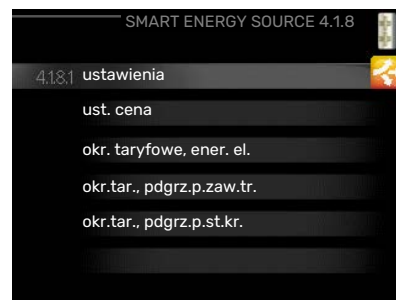 SMART ENERGY SOURCE 4.1.8
4.1.8.1 ustawienia
ust. cena
okr. taryfowe, ener. el.
okr.tar., pdgrz.p.zaw.tr.
okr.tar., pdgrz.p.st.kr.